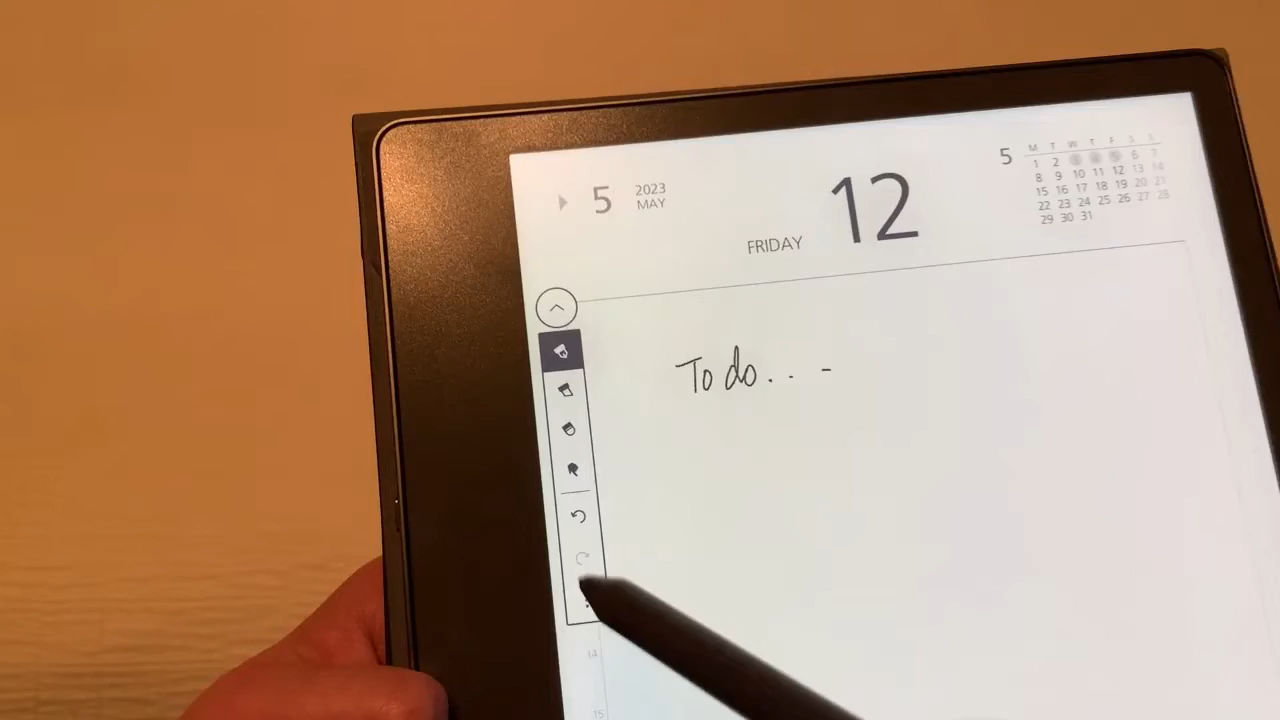 5 2023 MAY
FRIDAY 12
5
M T W T F S S
1 2 3 4 5 6 7
8 9 10 11 12 13 14
15 16 17 18 19 20 21
22 23 24 25 26 27 28
29 30 31
To do . . -
14
15